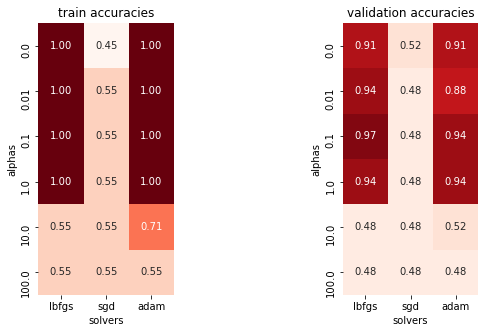 train accuracies
validation accuracies
0.0 1.00 0.45 1.00
0.01 1.00 0.55 1.00
0.1 1.00 0.55 1.00
1.0 1.00 0.55 1.00
10.0 0.55 0.55 0.71
100.0 0.55 0.55 0.55
alphas
lbfgs sgd adam
solvers
0.0 0.91 0.52 0.91
0.01 0.94 0.48 0.88
0.1 0.97 0.48 0.94
1.0 0.94 0.48 0.94
10.0 0.48 0.48 0.52
100.0 0.48 0.48 0.48
alphas
lbfgs sgd adam
solvers